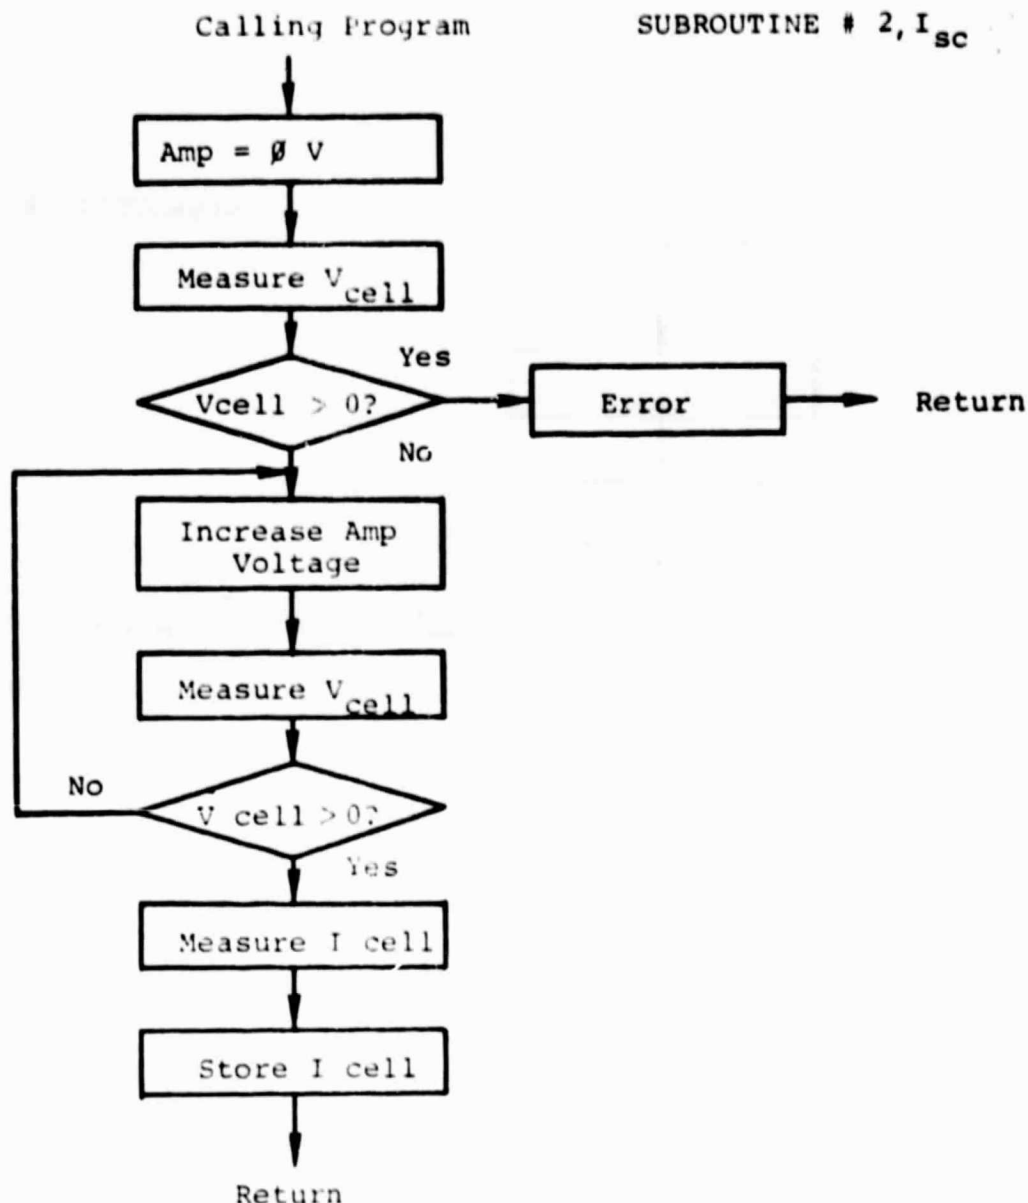 Calling Program
SUBROUTINE # 2, I sc
Amp = Ø V
Measure V cell
Yes
Vcell > 0?
Error
Return
No
Increase Amp
Voltage
Measure V cell
No
V cell > 0?
Yes
Measure I cell
Store I cell
Return